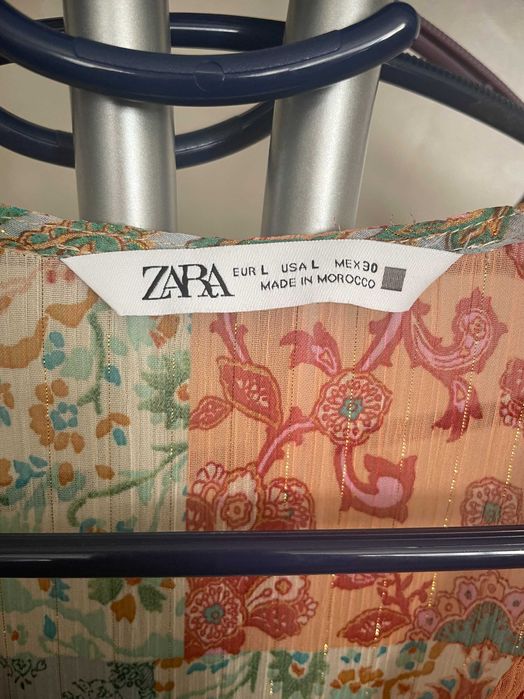 ZARA
EUR L USA L MEX 30
MADE IN MOROCCO